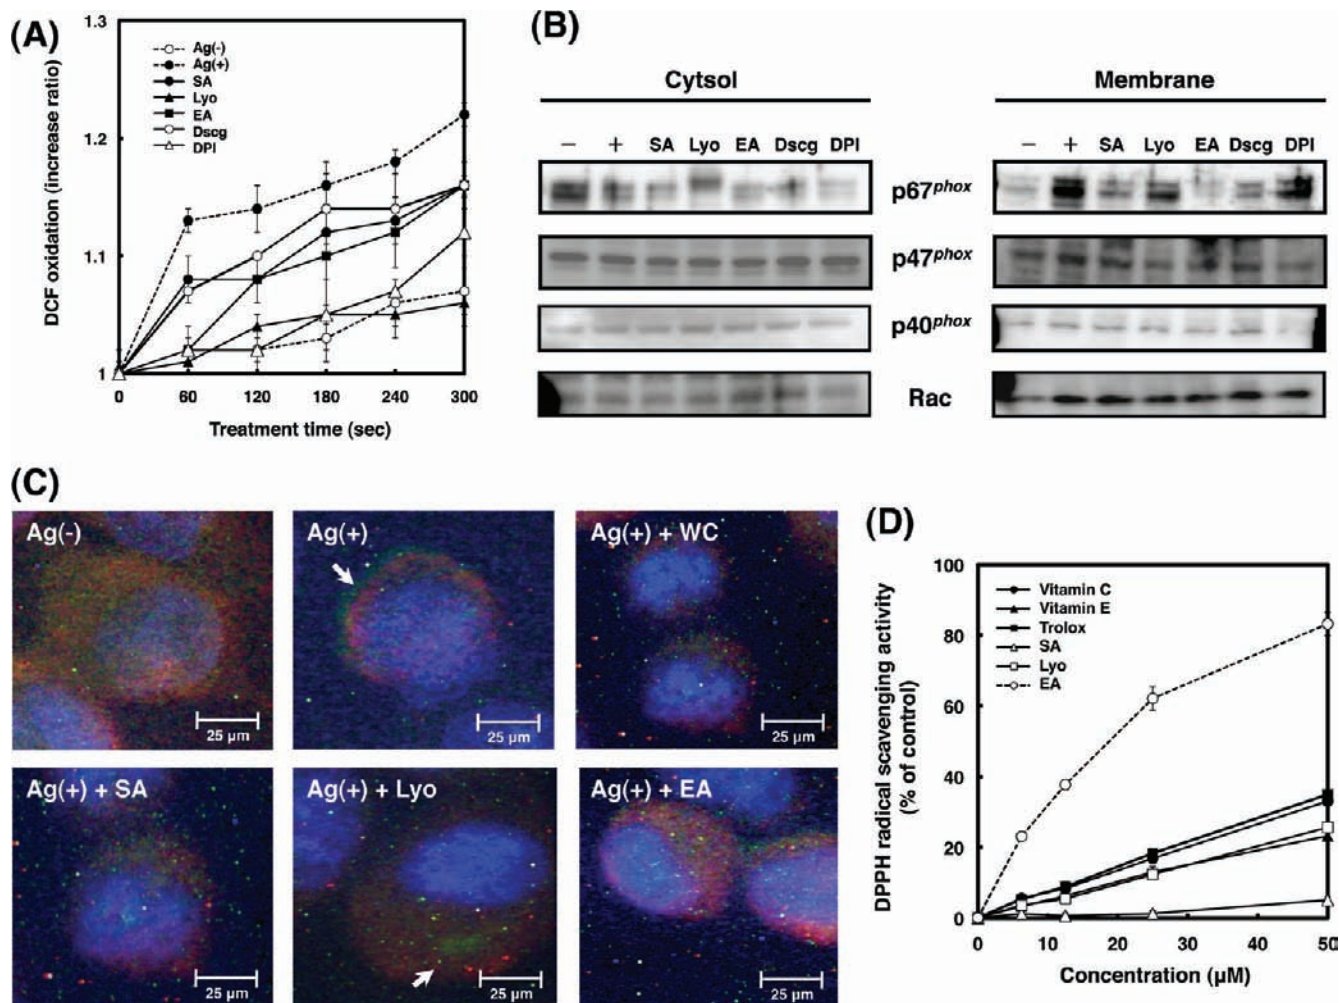 (A)
1.3
1.2
1.1
1
DCF oxidation (increase ratio)
Ag(-)
Ag(+)
SA
Lyo
EA
Dscg
DPI
0 60 120 180 240 300
Treatment time (sec)
(B)
Cytsol
Membrane
− + SA Lyo EA Dscg DPI
− + SA Lyo EA Dscg DPI
p67phox
p47phox
p40phox
Rac
(C)
Ag(-)
25 µm
Ag(+)
25 µm
Ag(+) + WC
25 µm
Ag(+) + SA
25 µm
Ag(+) + Lyo
25 µm
Ag(+) + EA
25 µm
(D)
100
80
60
40
20
0
DPPH radical scavenging activity
(% of control)
Vitamin C
Vitamin E
Trolox
SA
Lyo
EA
0 10 20 30 40 50
Concentration (µM)